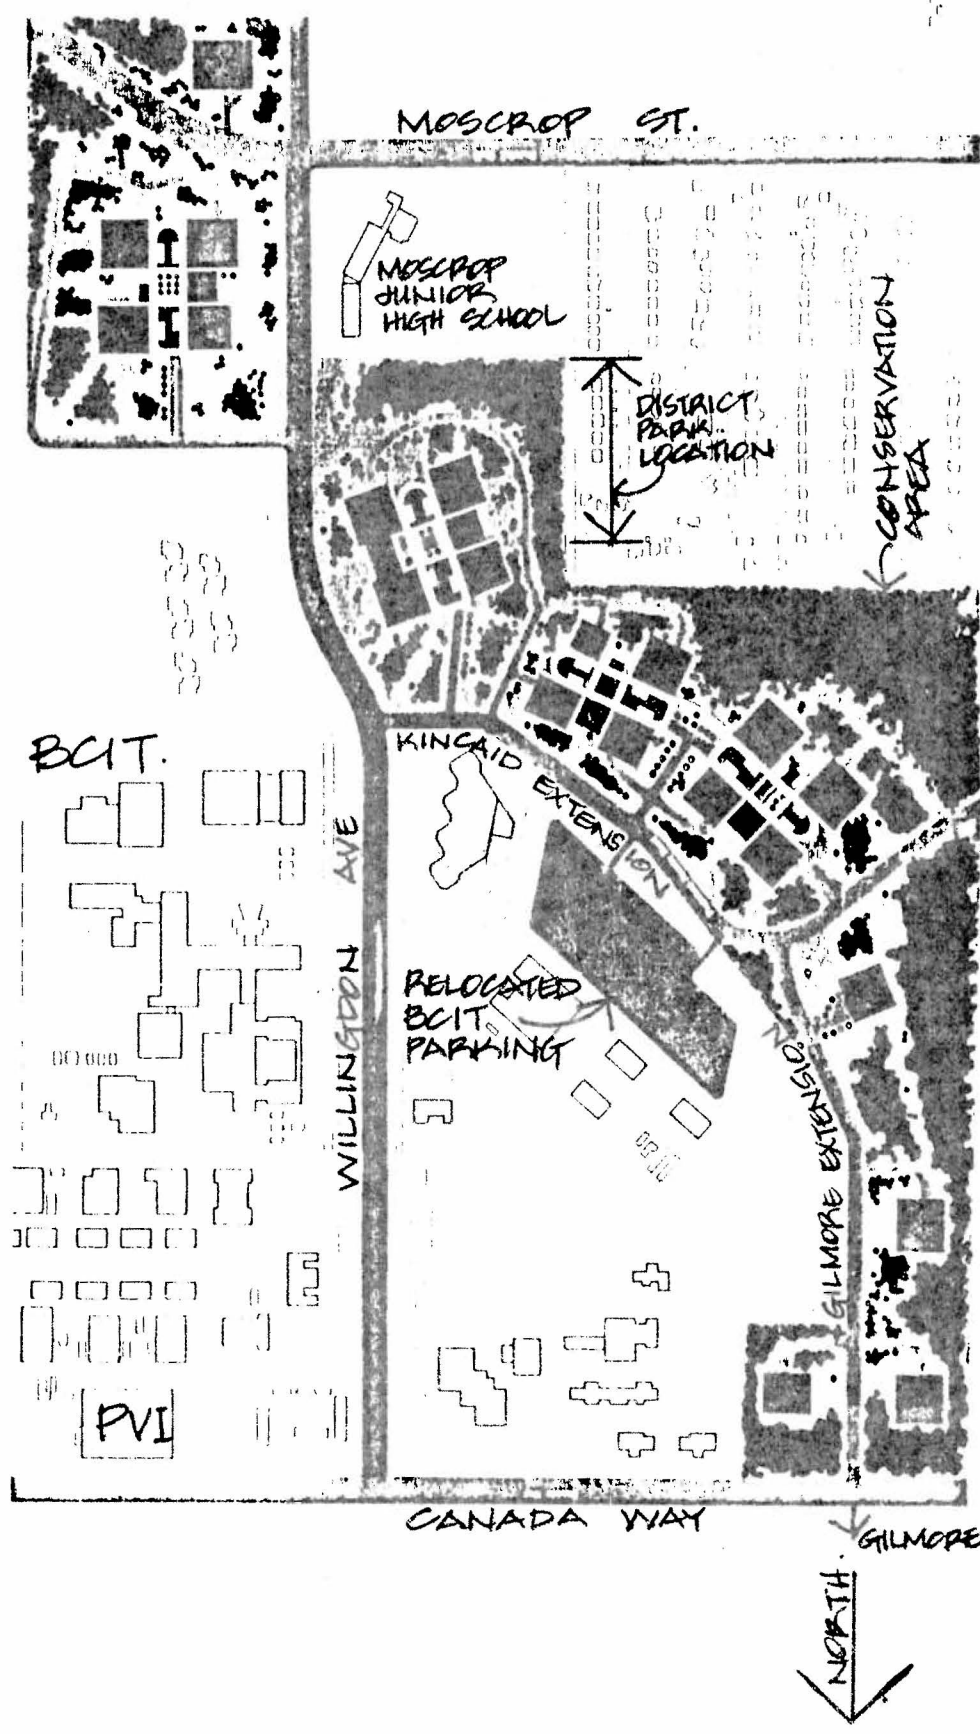 MOSCROP ST.
MOSCROP
JUNIOR
HIGH SCHOOL
CONSERVATION
AREA
DISTRICT
PARK
LOCATION
BCIT.
KINCAID EXTENSION
WILLINGDON AVE
RELOCATED
BCIT
PARKING
GILMORE EXTENSION
PVI
CANADA WAY
GILMORE
NORTH.